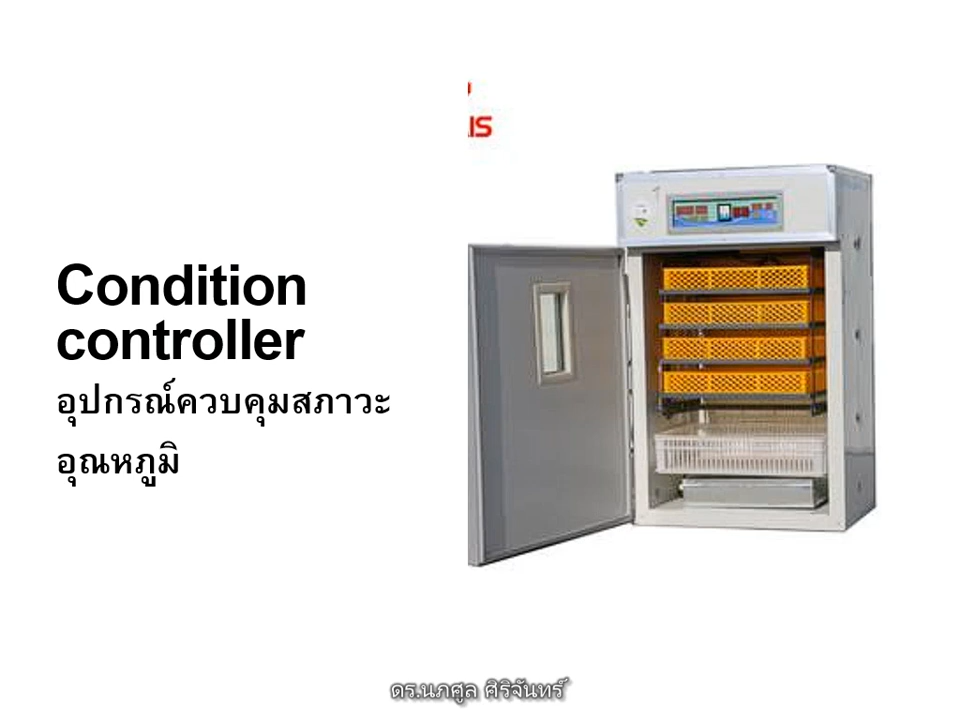 Condition
controller
อุปกรณ์ควบคุมสภาวะ
อุณหภูมิ
ดร.นภศูล ศิริจันทร์